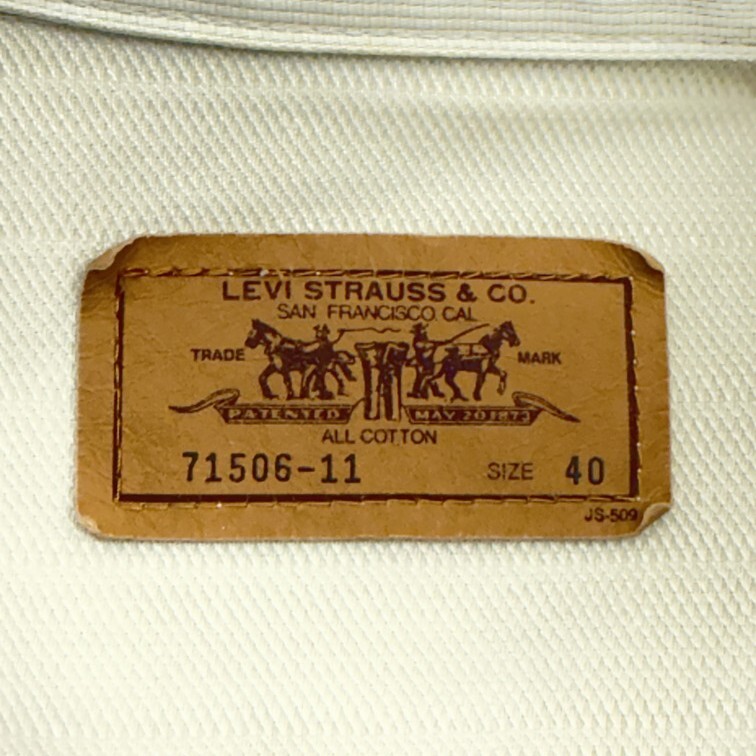 LEVI STRAUSS & CO.
SAN FRANCISCO, CAL
TRADE MARK
PATENTED MAY 20 1873
ALL COTTON
71506-11 SIZE 40
JS-509